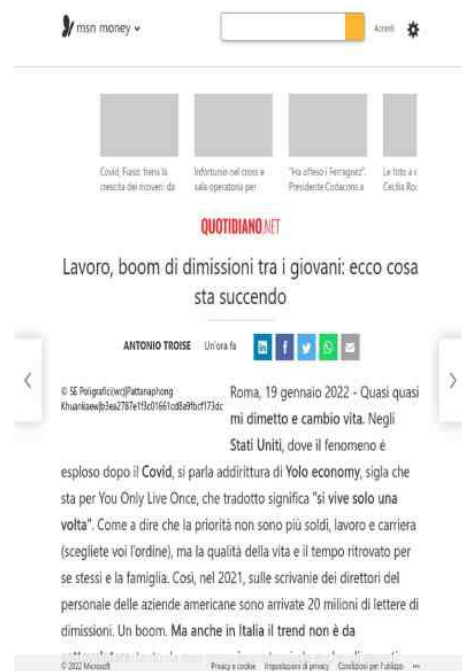 msn money
Accedi
Covid, Fiaso: frena la
crescita dei ricoveri: da
Infortunio nel cross e
sala operatoria per
"Ha offeso i Ferragnez".
Presidente Codacons a
Le foto a c
Cecilia Rod
QUOTIDIANO.NET
Lavoro, boom di dimissioni tra i giovani: ecco cosa
sta succendo
ANTONIO TROISE Un'ora fa
© SE Poligrafici(wc)Pattanaphong
Roma, 19 gennaio 2022 - Quasi quasi
mi dimetto e cambio vita. Negli
Stati Uniti, dove il fenomeno è
esploso dopo il Covid, si parla addirittura di Yolo economy, sigla che
sta per You Only Live Once, che tradotto significa "si vive solo una
volta". Come a dire che la priorità non sono più soldi, lavoro e carriera
(scegliete voi l'ordine), ma la qualità della vita e il tempo ritrovato per
se stessi e la famiglia. Così, nel 2021, sulle scrivanie dei direttori del
personale delle aziende americane sono arrivate 20 milioni di lettere di
dimissioni. Un boom. Ma anche in Italia il trend non è da
© 2022 Microsoft Privacy e cookie Impostazioni di privacy Condizioni per l'utilizzo